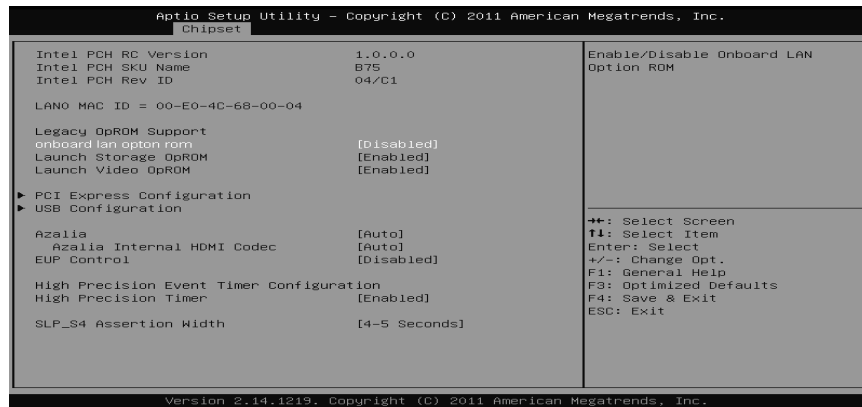 Aptio Setup Utility – Copyright (C) 2011 American Megatrends, Inc.
Chipset
Intel PCH RC Version 1.0.0.0
Intel PCH SKU Name B75
Intel PCH Rev ID 04/C1
LAN0 MAC ID = 00-E0-4C-68-00-04
Legacy OpROM Support
onboard lan opton rom [Disabled]
Launch Storage OpROM [Enabled]
Launch Video OpROM [Enabled]
► PCI Express Configuration
► USB Configuration
Azalia [Auto]
Azalia Internal HDMI Codec [Auto]
EUP Control [Disabled]
High Precision Event Timer Configuration
High Precision Timer [Enabled]
SLP_S4 Assertion Width [4-5 Seconds]
Enable/Disable Onboard LAN
Option ROM
→←: Select Screen
↑↓: Select Item
Enter: Select
+/-: Change Opt.
F1: General Help
F3: Optimized Defaults
F4: Save & Exit
ESC: Exit
Version 2.14.1219. Copyright (C) 2011 American Megatrends, Inc.